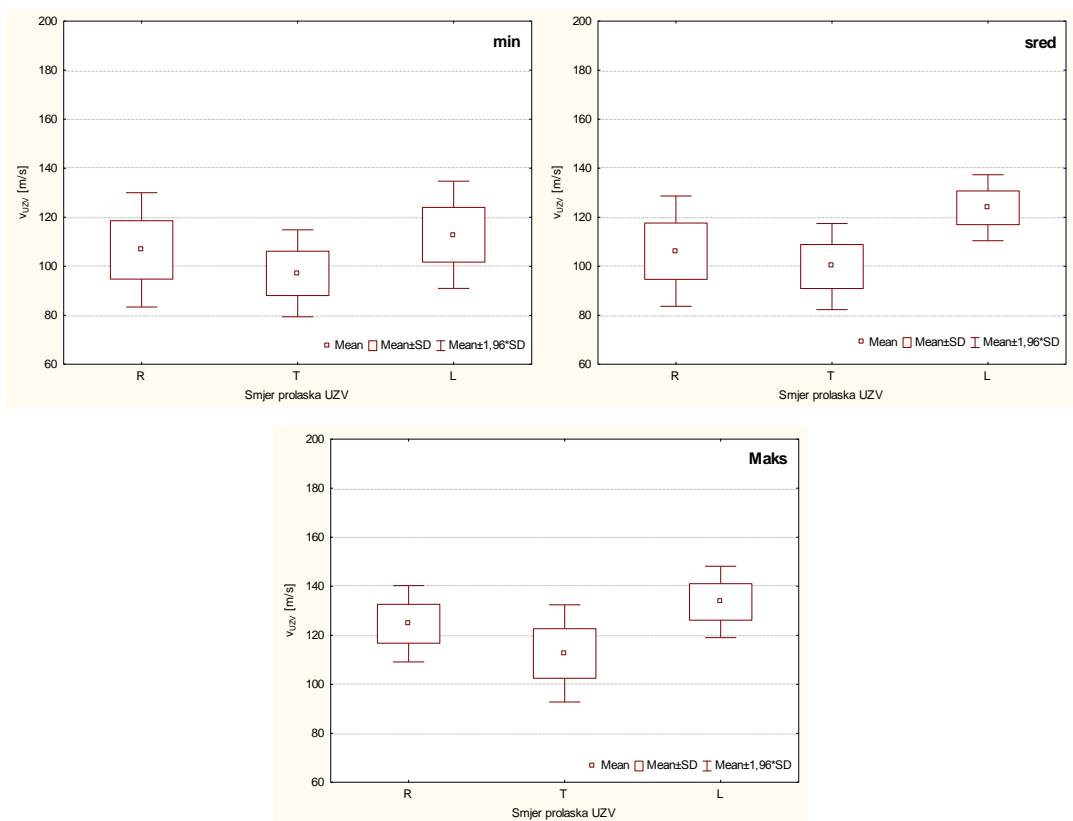 min
200
180
160
140
120
100
80
60
v_UZV [m/s]
Mean Mean±SD Mean±1,96*SD
R T L
Smjer prolaska UZV
sred
200
180
160
140
120
100
80
60
v_UZV [m/s]
Mean Mean±SD Mean±1,96*SD
R T L
Smjer prolaska UZV
Maks
200
180
160
140
120
100
80
60
v_UZV [m/s]
Mean Mean±SD Mean±1,96*SD
R T L
Smjer prolaska UZV